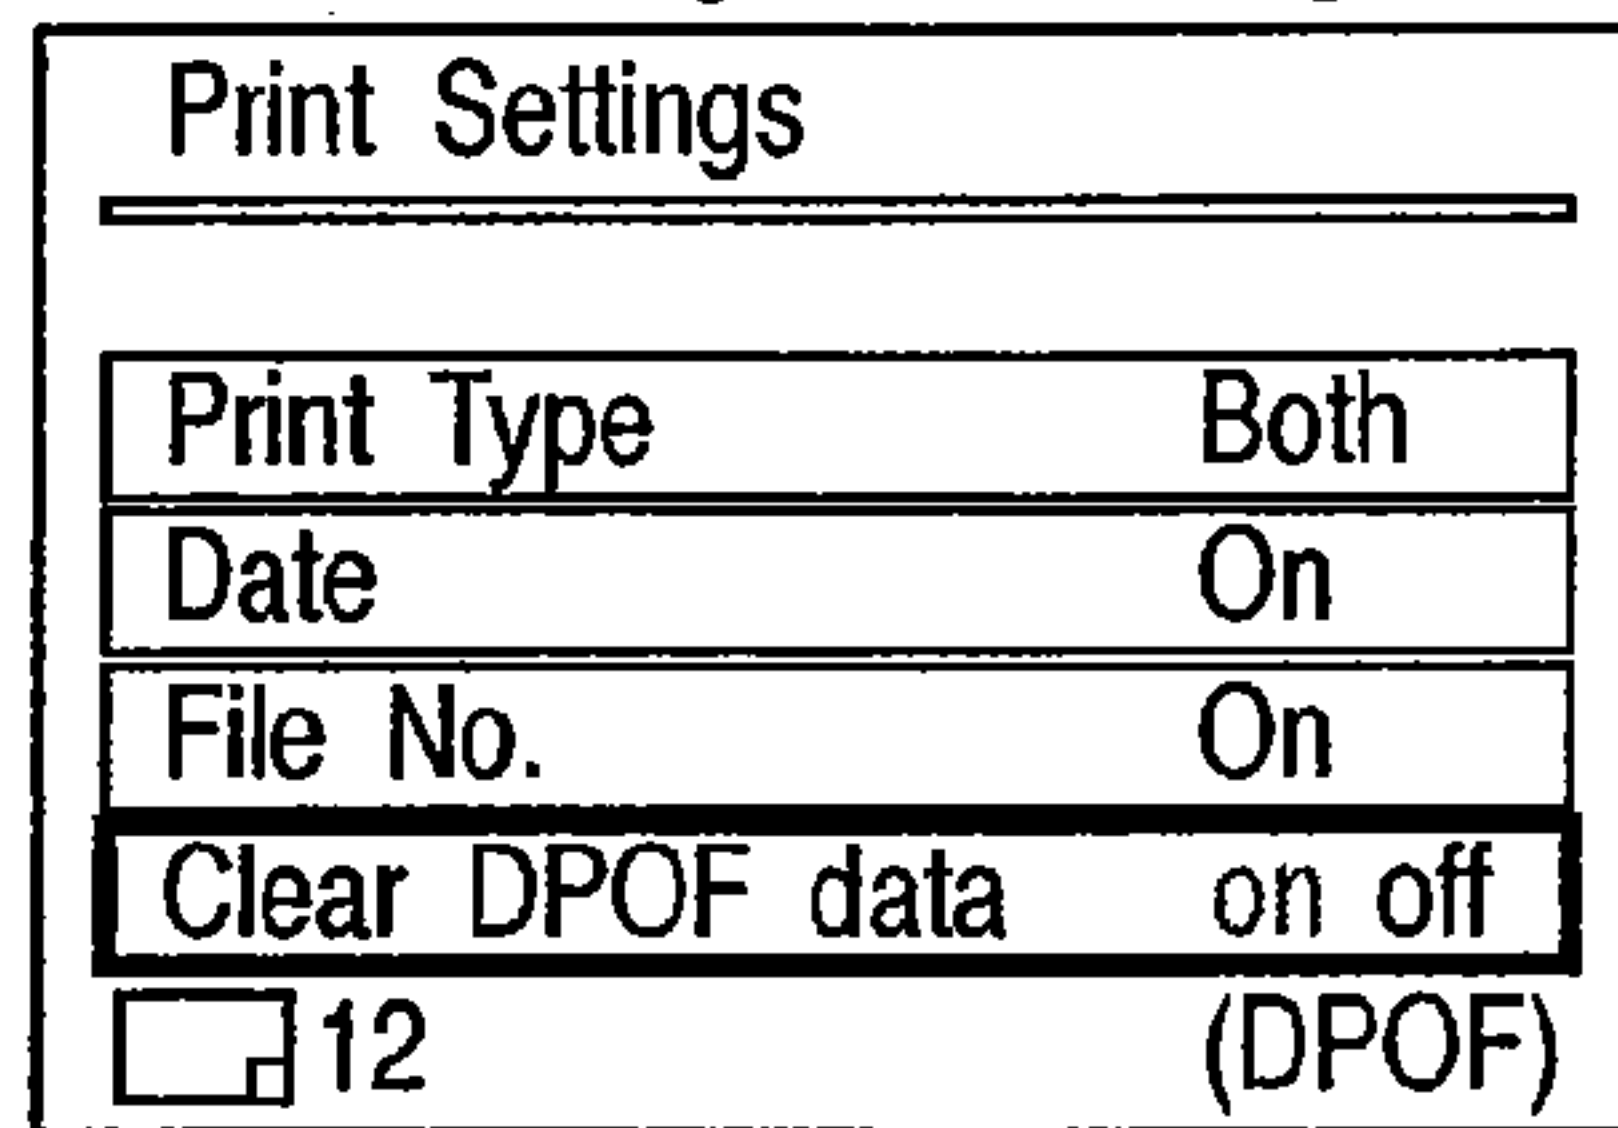 Print Settings
Print Type Both
Date On
File No. On
Clear DPOF data on off
12 (DPOF)